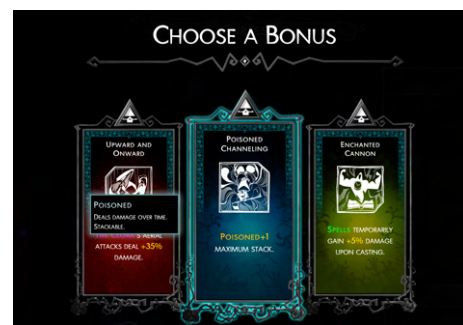 CHOOSE A BONUS
UPWARD AND
ONWARD
POISONED
DEALS DAMAGE OVER TIME.
STACKABLE.
AERIAL
ATTACKS DEAL +35%
DAMAGE.
POISONED
CHANNELING
POISONED+1
MAXIMUM STACK.
ENCHANTED
CANNON
SPELLS TEMPORARILY
GAIN +5% DAMAGE
UPON CASTING.